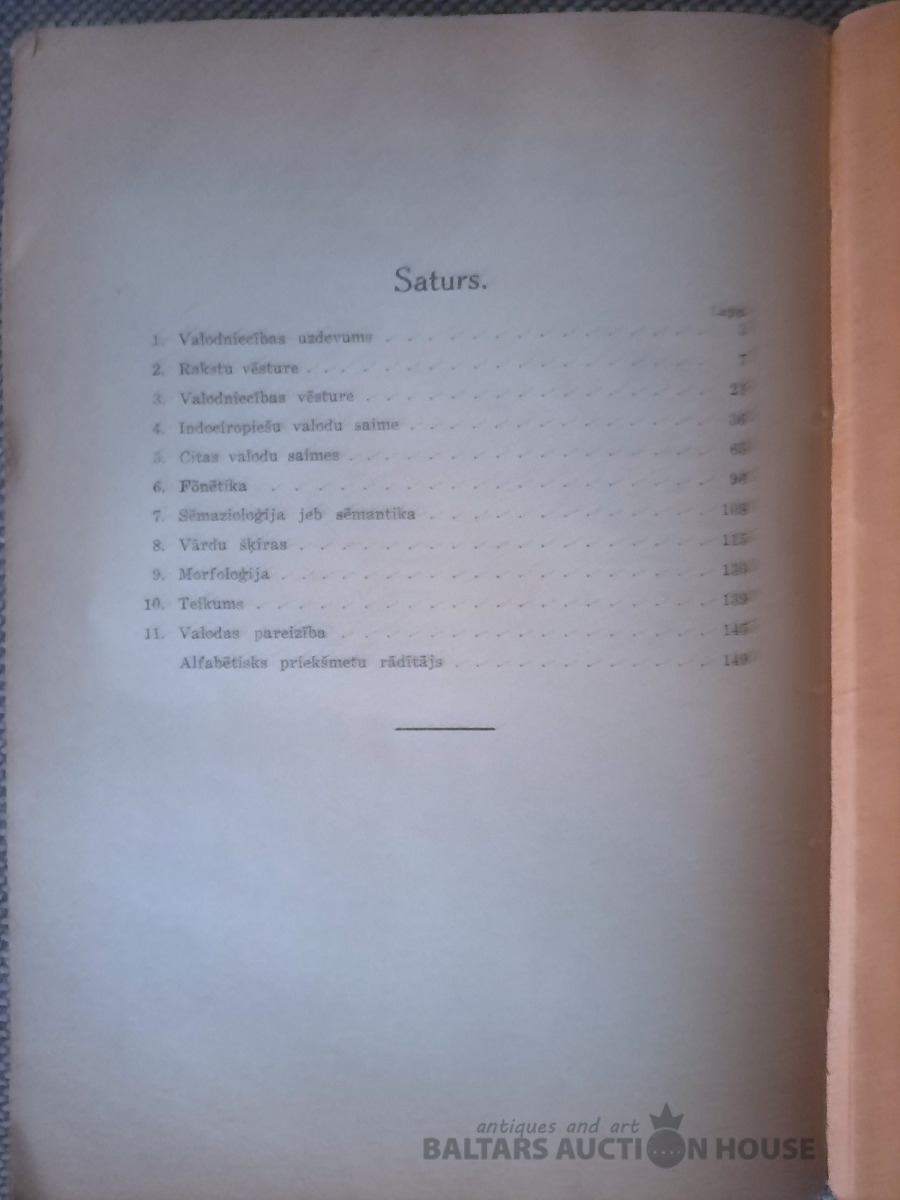 Saturs.
1. Valodniecības uzdevums
2. Rakstu vēsture 7
3. Valodniecības vēsture 21
4. Indoeiropiešu valodu saime 36
5. Citas valodu saimes
6. Fōnētika
7. Sēmazioloģija jeb sēmantika 108
8. Vārdu šķiras 115
9. Morfoloģija
10. Teikums 139
11. Valodas pareizība 145
Alfabētisks priekšmetu rādītājs 149
antiques and art
BALTARS AUCTION HOUSE